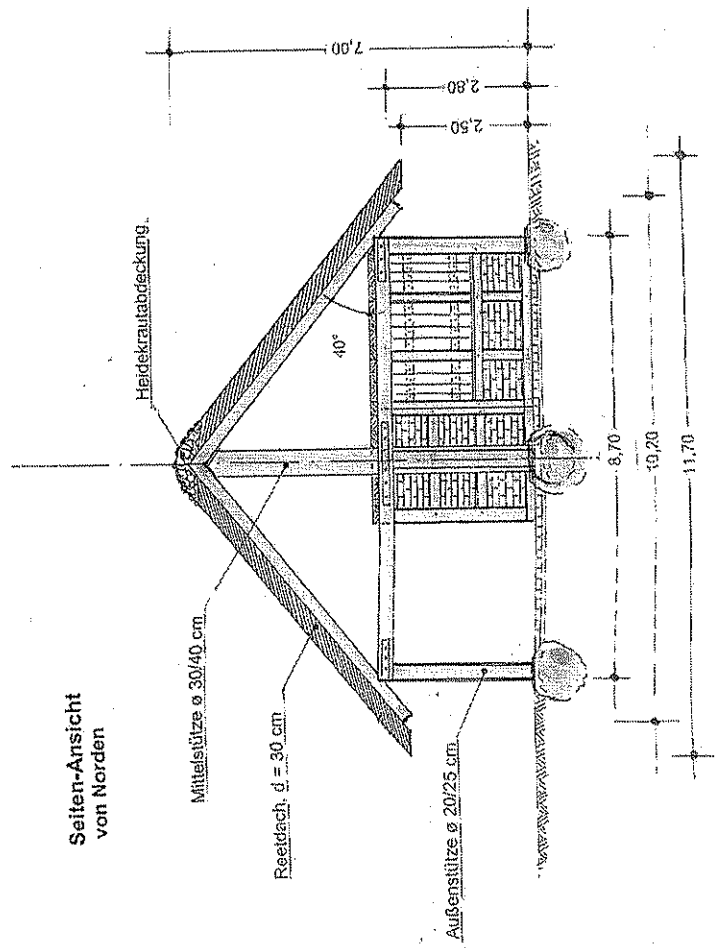 Seiten-Ansicht
von Norden
Heidekrautabdeckung
Mittelstütze ø 30/40 cm
Reetdach, d = 30 cm
Außenstütze ø 20/25 cm
40°
7,00
2,80
2,50
8,70
10,20
11,70